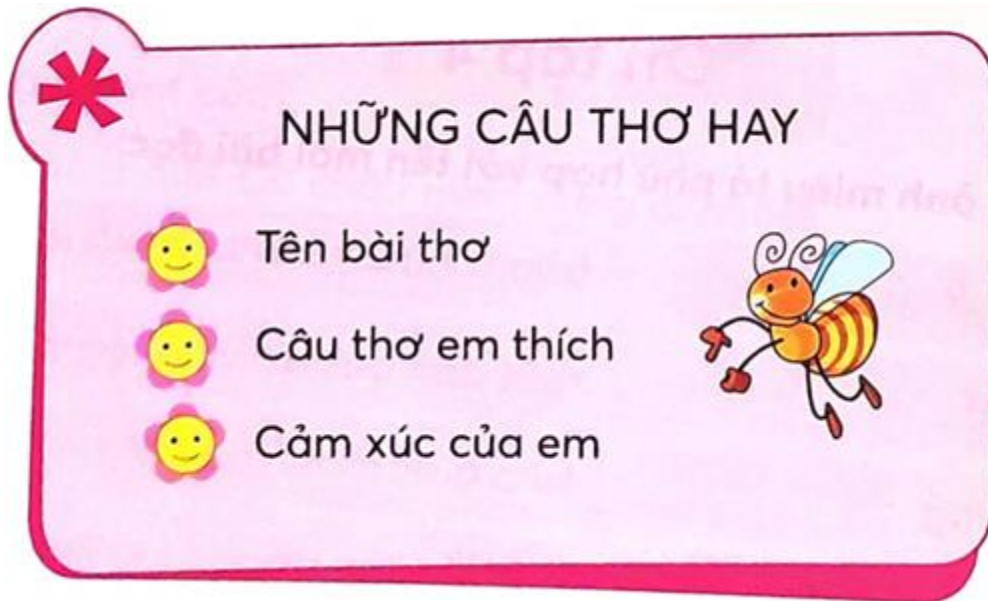 NHỮNG CÂU THƠ HAY
Tên bài thơ
Câu thơ em thích
Cảm xúc của em